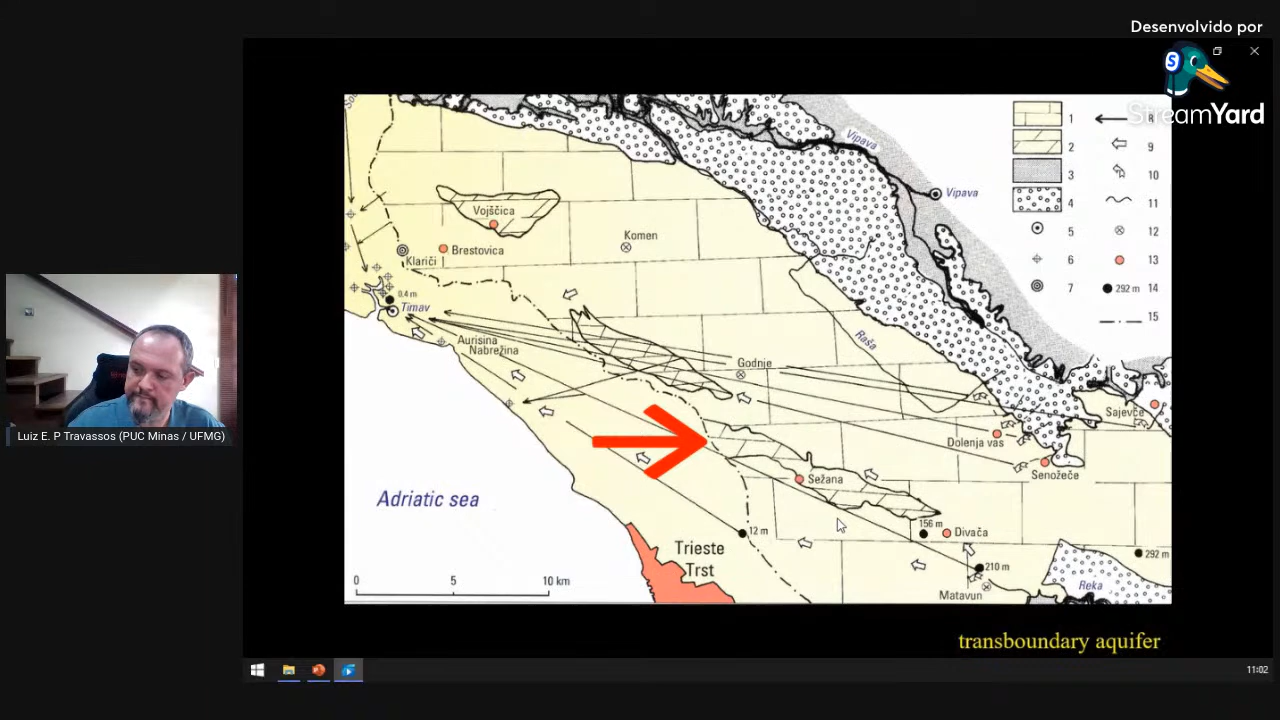 Desenvolvido por
StreamYard
Vipava
Vipava
1
8
2
9
3
10
4
11
5
12
6
13
7
292 m 14
15
Vojščica
Brestovica
Komen
Klariči
0,4 m
Timav
Aurisina
Nabrežina
Godnje
Raša
Sajevče
Dolenja vas
Senožeče
Sežana
Adriatic sea
156 m
Divača
12 m
Trieste
Trst
292 m
210 m
Matavun
Reka
0 5 10 km
Luiz E. P Travassos (PUC Minas / UFMG)
transboundary aquifer
11:02